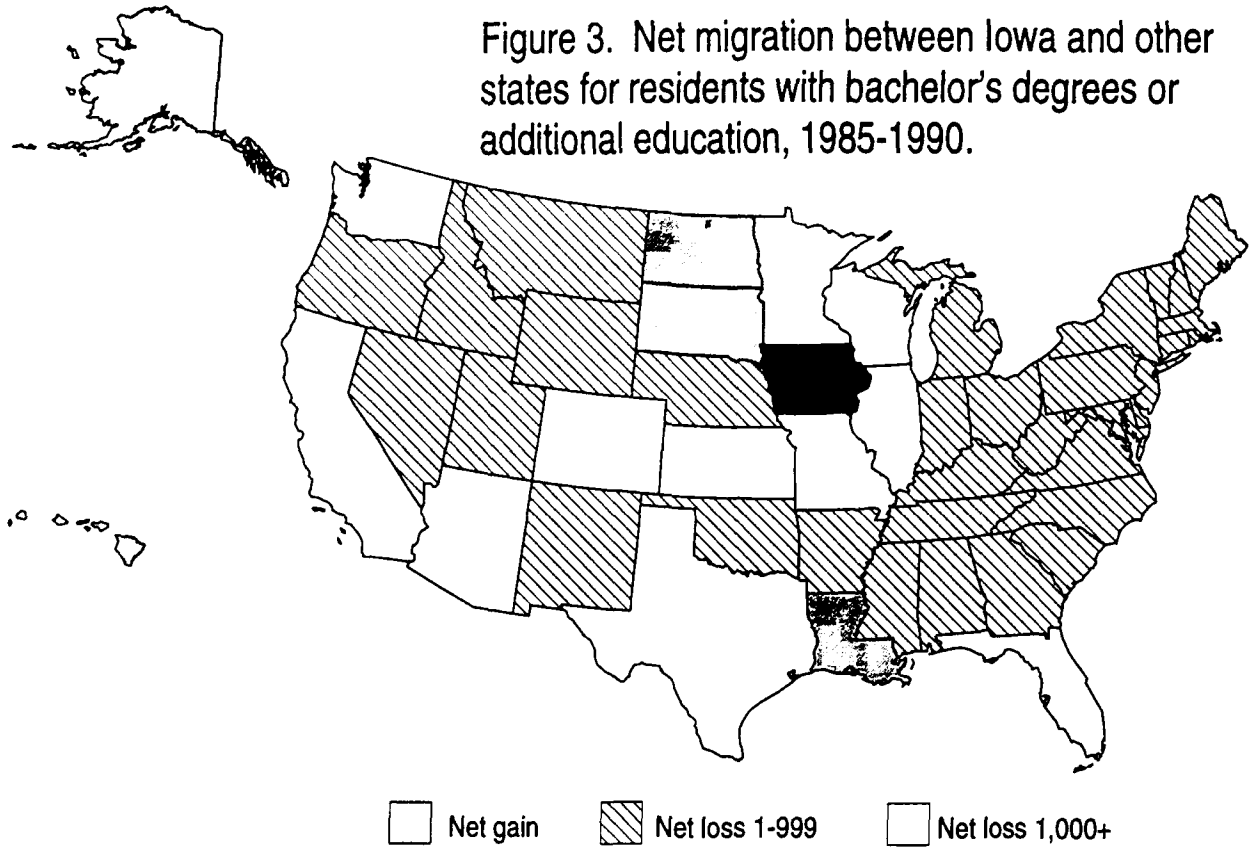 Figure 3. Net migration between Iowa and other
states for residents with bachelor's degrees or
additional education, 1985-1990.
Net gain
Net loss 1-999
Net loss 1,000+